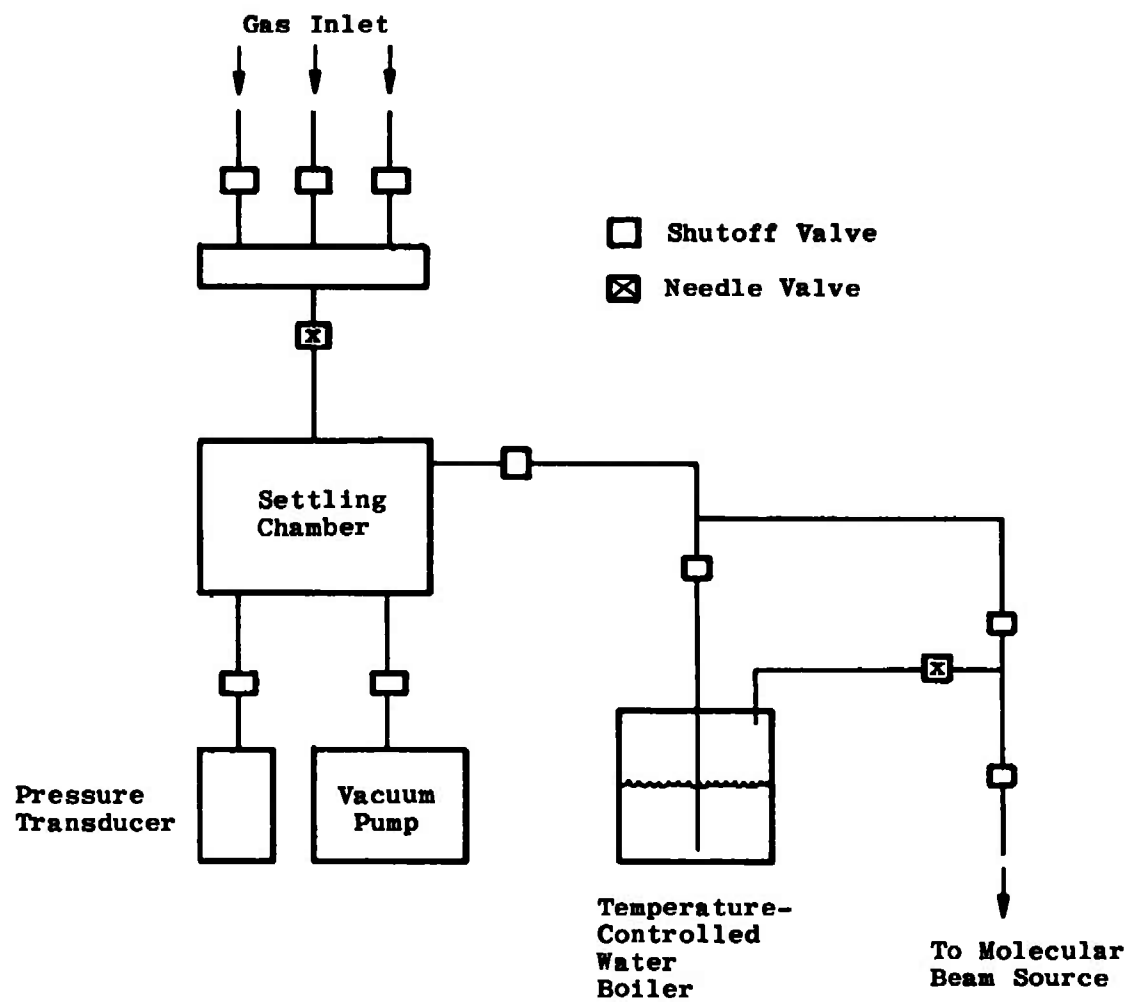 Gas Inlet
Shutoff Valve
Needle Valve
Settling
Chamber
Pressure
Transducer
Vacuum
Pump
Temperature-
Controlled
Water
Boiler
To Molecular
Beam Source